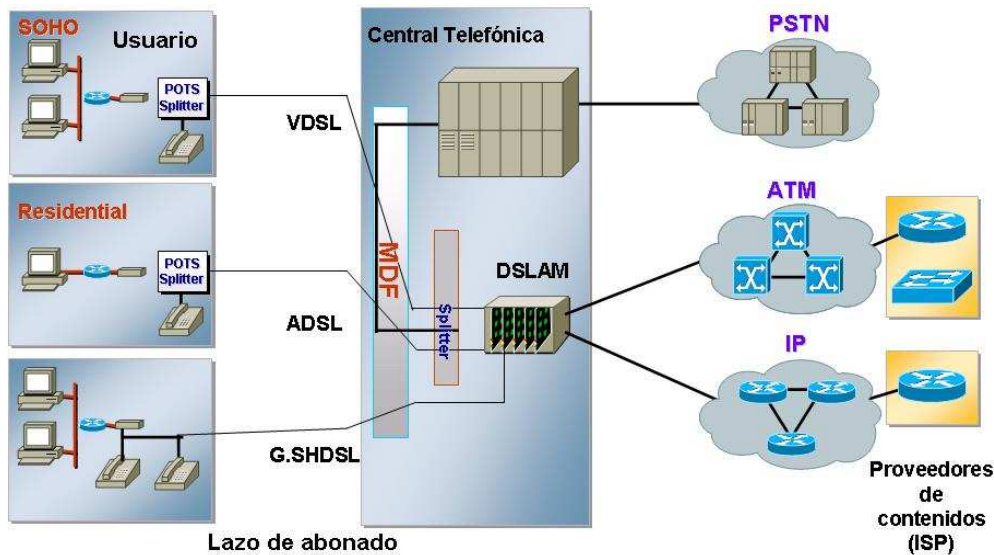 SOHO
Usuario
POTS
Splitter
VDSL
Residential
POTS
Splitter
ADSL
G.SHDSL
Lazo de abonado
Central Telefónica
MDF
Splitter
DSLAM
PSTN
ATM
IP
Proveedores
de
contenidos
(ISP)